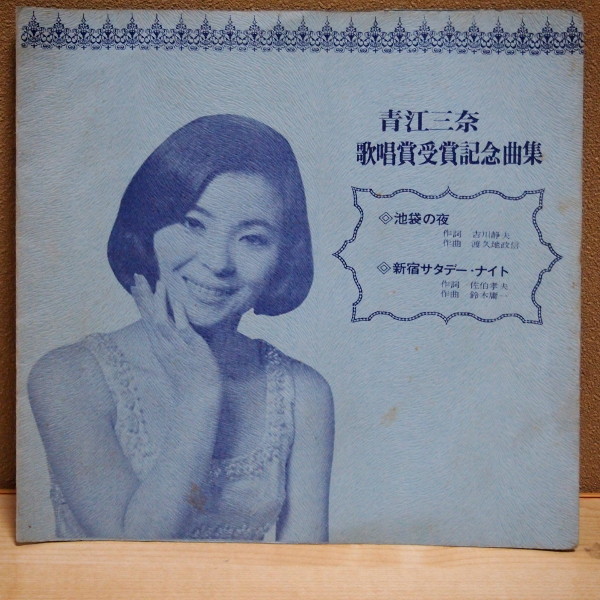 青江三奈
歌唱賞受賞記念曲集
◇池袋の夜
作詞 吉川静夫
作曲 渡久地政信
◇新宿サタデー・ナイト
作詞 佐伯孝夫
作曲 鈴木庸一